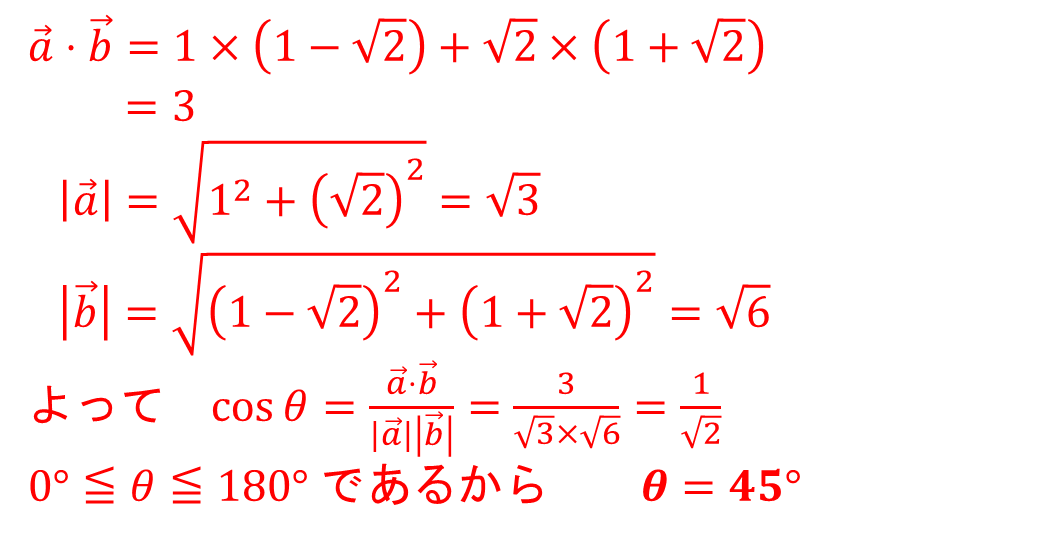 a⃗ · b⃗ = 1 × (1 − √2) + √2 × (1 + √2)
= 3
|a⃗| = √(1² + (√2)²) = √3
|b⃗| = √((1 − √2)² + (1 + √2)²) = √6
よって cos θ = a⃗·b⃗/|a⃗||b⃗| = 3/√3×√6 = 1/√2
0° ≦ θ ≦ 180° であるから θ = 45°